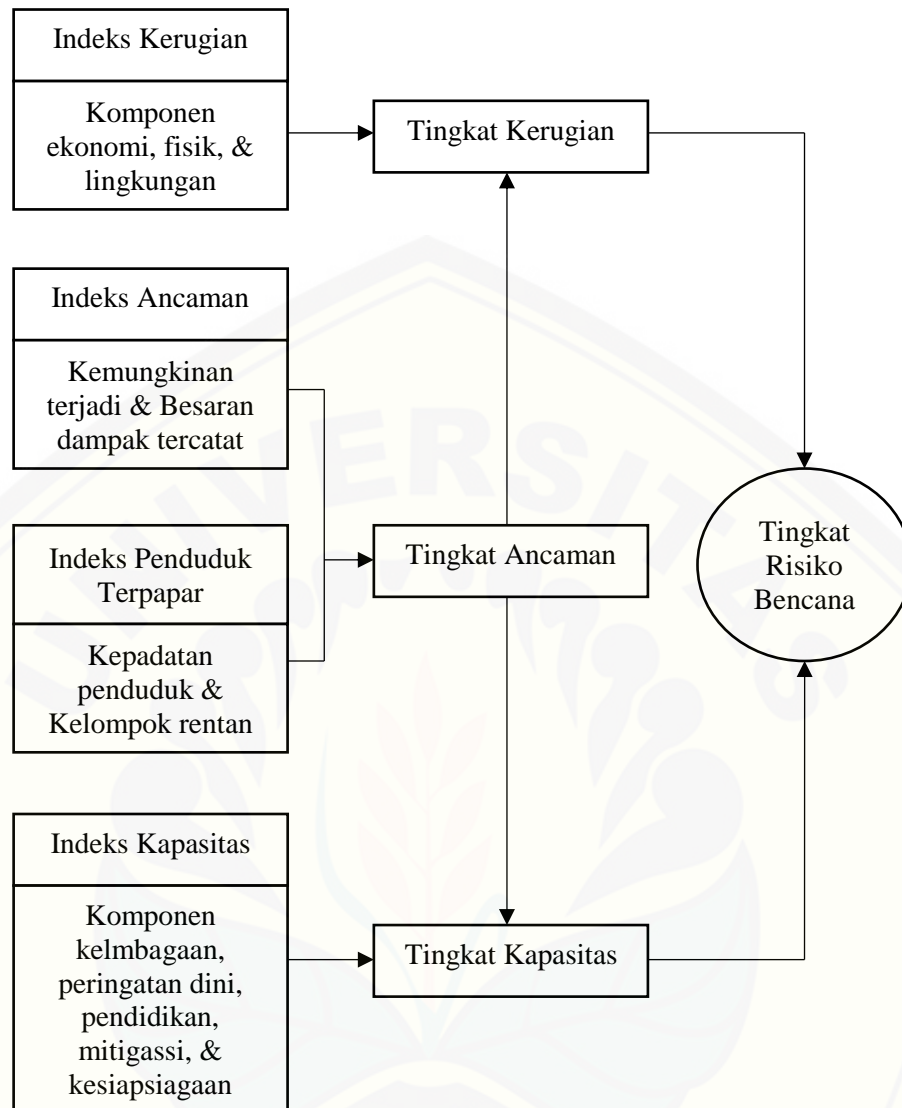 Indeks Kerugian
Komponen
ekonomi, fisik, &
lingkungan
Tingkat Kerugian
Indeks Ancaman
Kemungkinan
terjadi & Besaran
dampak tercatat
Indeks Penduduk
Terpapar
Kepadatan
penduduk &
Kelompok rentan
Tingkat Ancaman
Tingkat
Risiko
Bencana
Indeks Kapasitas
Komponen
kelmbagaan,
peringatan dini,
pendidikan,
mitigassi, &
kesiapsiagaan
Tingkat Kapasitas
UNIVERSITAS